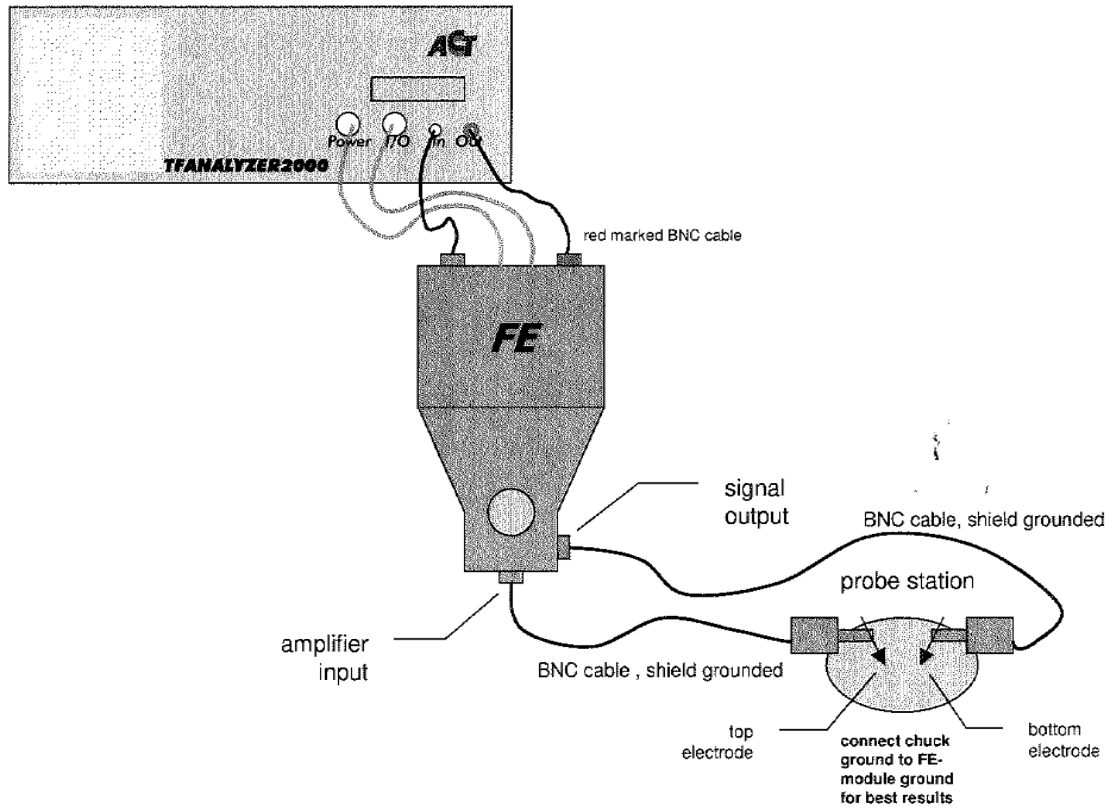 ACT
Power I/O In Out
TFANALYZER2000
red marked BNC cable
FE
signal
output
BNC cable, shield grounded
probe station
amplifier
input
BNC cable , shield grounded
top
electrode
connect chuck
ground to FE-
module ground
for best results
bottom
electrode